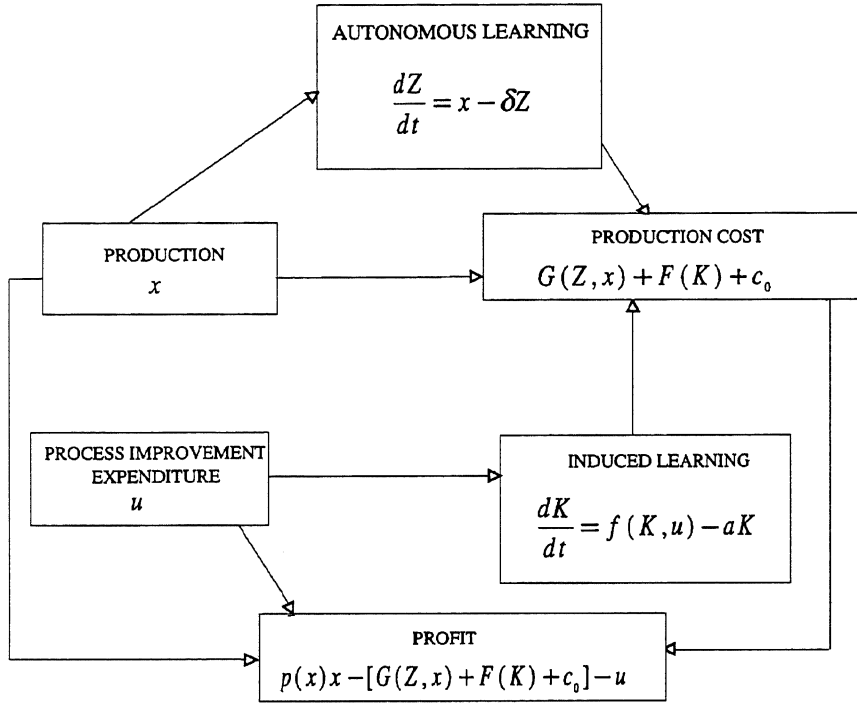 AUTONOMOUS LEARNING
dZ/dt = x − δZ
PRODUCTION
x
PRODUCTION COST
G(Z,x) + F(K) + c₀
PROCESS IMPROVEMENT
EXPENDITURE
u
INDUCED LEARNING
dK/dt = f(K,u) − aK
PROFIT
p(x)x − [G(Z,x) + F(K) + c₀] − u